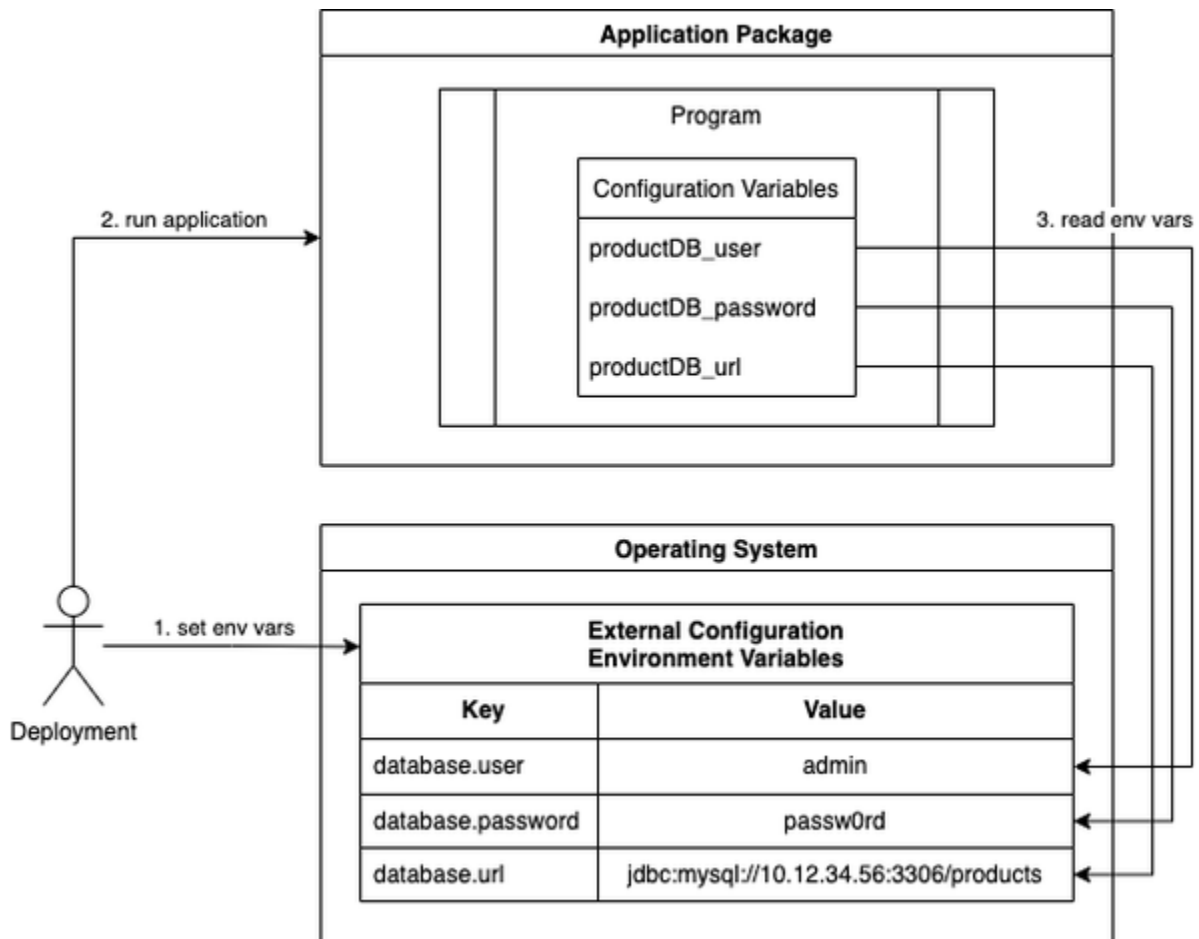 Application Package
Program
Configuration Variables
2. run application
3. read env vars
productDB_user
productDB_password
productDB_url
Operating System
1. set env vars
External Configuration
Environment Variables
Key Value
Deployment
database.user admin
database.password passw0rd
database.url jdbc:mysql://10.12.34.56:3306/products